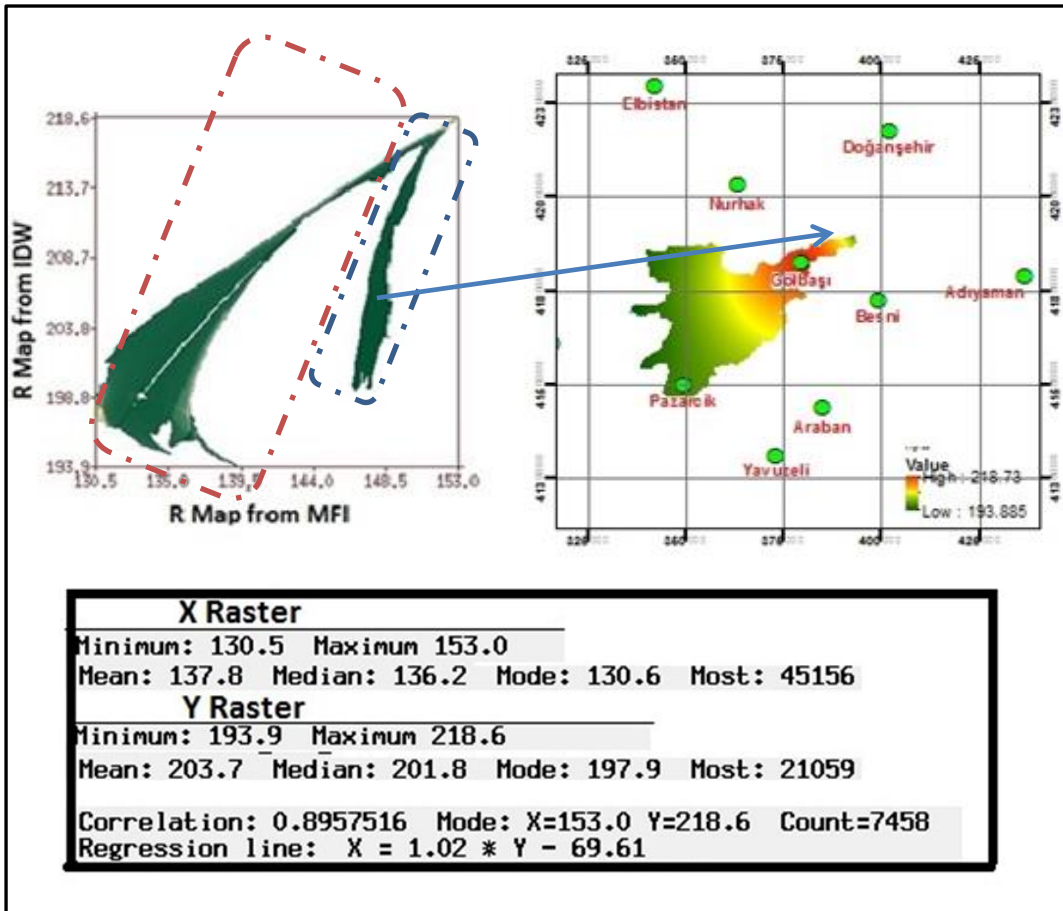 218.6
213.7
208.7
203.8
198.8
193.9
130.5 135.0 139.5 144.0 148.5 153.0
R Map from IDW
R Map from MFI
Elbistan
Doğanşehir
Nurhak
Gölbaşı
Adıyaman
Besni
Pazarcik
Araban
Yavuzeli
Value
High : 218.73
Low : 193.885
X Raster
Minimum: 130.5 Maximum 153.0
Mean: 137.8 Median: 136.2 Mode: 130.6 Most: 45156
Y Raster
Minimum: 193.9 Maximum 218.6
Mean: 203.7 Median: 201.8 Mode: 197.9 Most: 21059
Correlation: 0.8957516 Mode: X=153.0 Y=218.6 Count=7458
Regression line: X = 1.02 * Y - 69.61